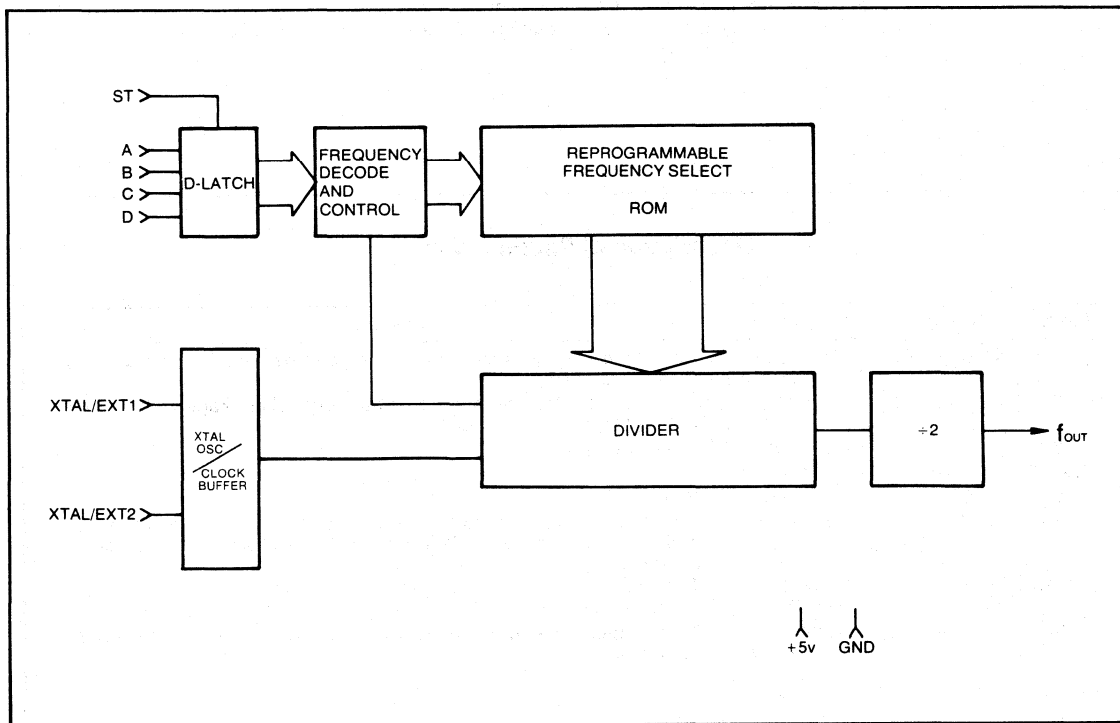 ST
A
B
C
D
D-LATCH
FREQUENCY
DECODE
AND
CONTROL
REPROGRAMMABLE
FREQUENCY SELECT
ROM
XTAL/EXT1
XTAL
OSC
CLOCK
BUFFER
XTAL/EXT2
DIVIDER
÷2
fOUT
+5v
GND